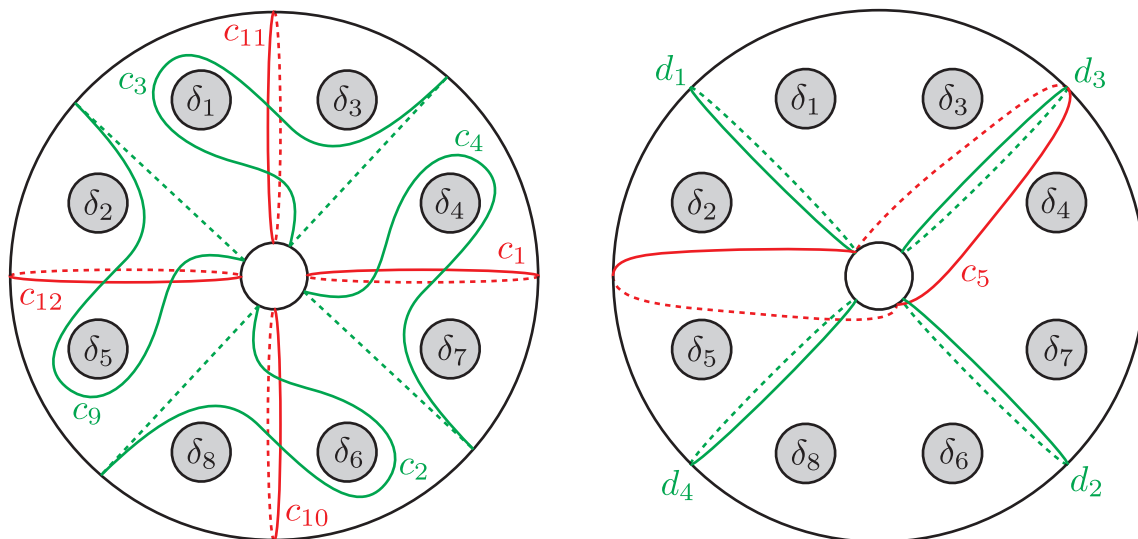 c₁₁
c₃
δ₁
δ₃
c₄
δ₂
δ₄
c₁
c₁₂
δ₅
δ₇
c₉
δ₈
δ₆
c₂
c₁₀
d₁
d₃
δ₁
δ₃
δ₂
δ₄
c₅
δ₅
δ₇
δ₈
δ₆
d₄
d₂